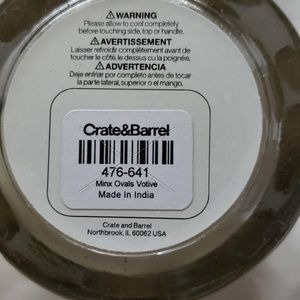 WARNING
Please allow to cool completely
before touching side, top or handle.
AVERTISSEMENT
Laisser refroidir complètement avant de
toucher le côté, le dessus ou la poignée.
ADVERTENCIA
Deje enfriar por completo antes de tocar
la parte lateral, superior o el mango.
Crate&Barrel
476-641
Minx Ovals Votive
Made In India
Crate and Barrel
Northbrook, IL 60062 USA